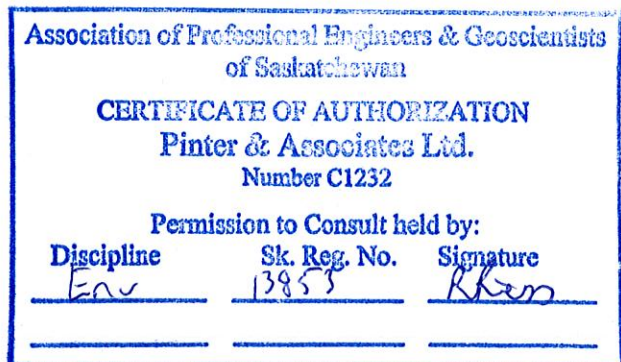 Association of Professional Engineers & Geoscientists
of Saskatchewan
CERTIFICATE OF AUTHORIZATION
Pinter & Associates Ltd.
Number C1232
Permission to Consult held by:
Discipline Sk. Reg. No. Signature
Env 13853